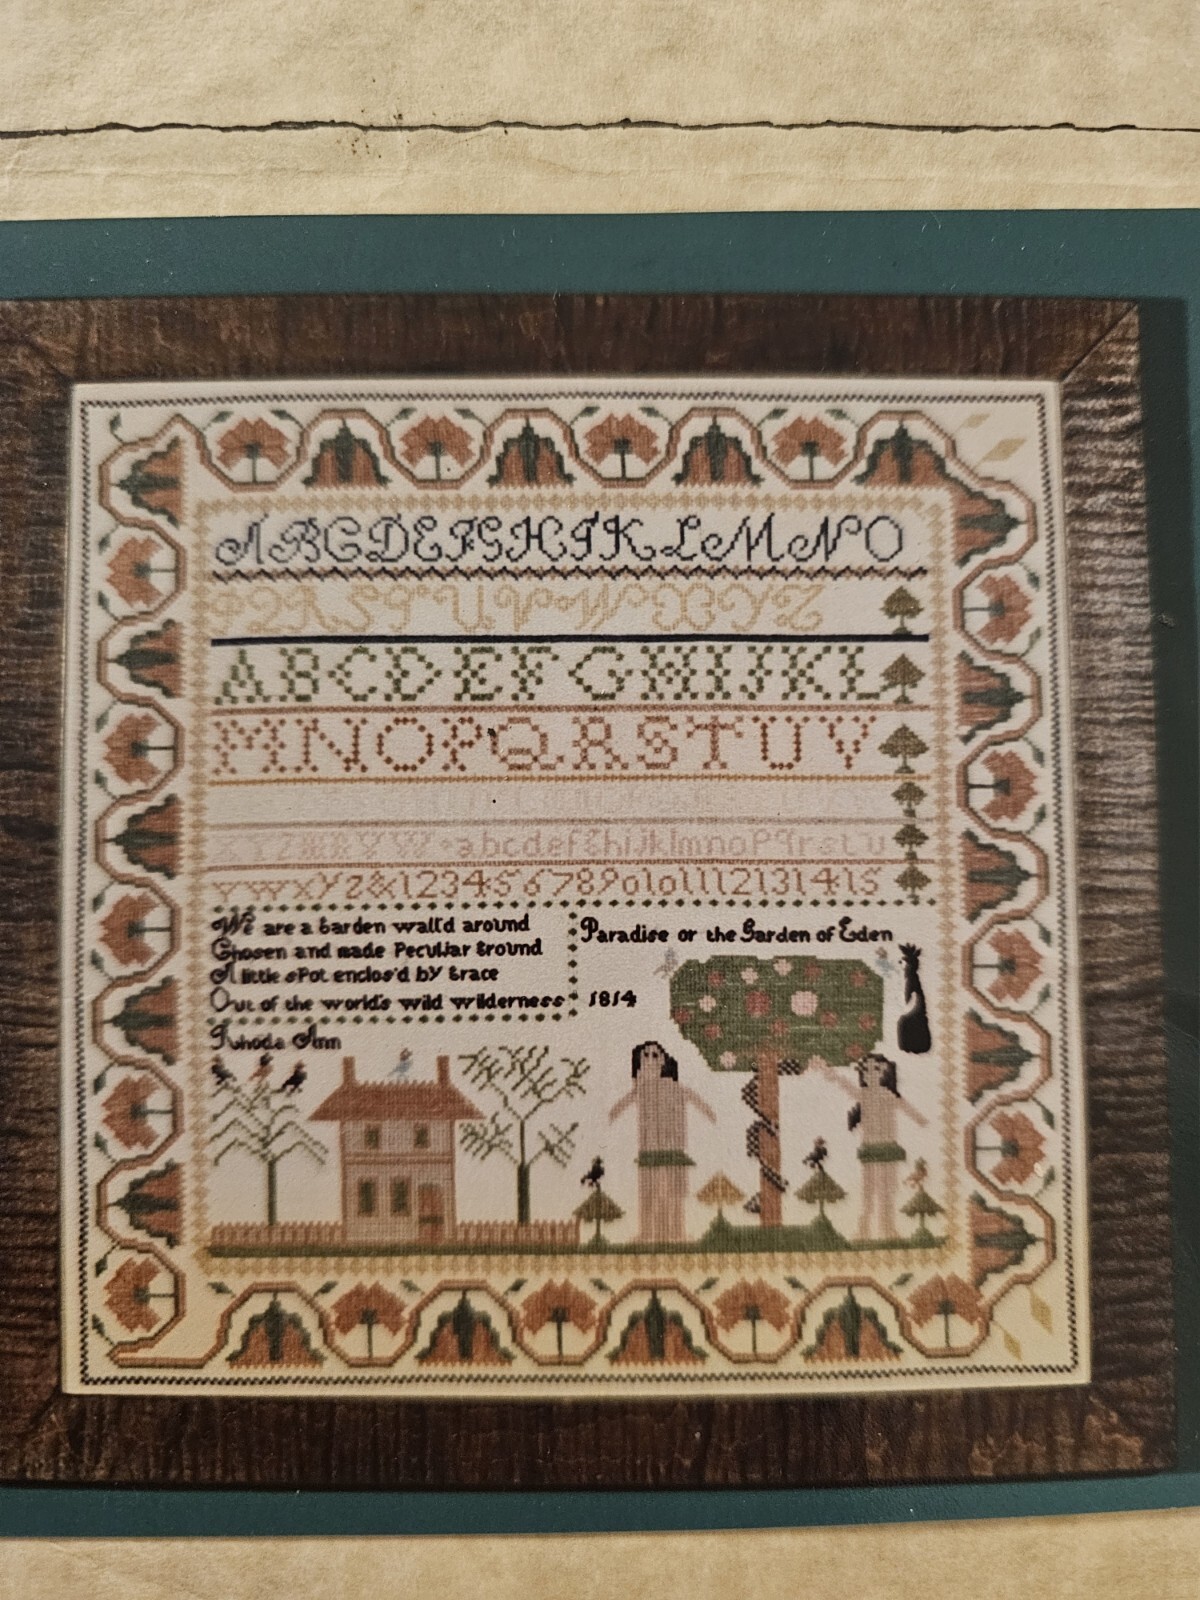 ABCDEFGHIJKLMNO
PQRSTUVWXYZ
ABCDEFGHIJKL
MNOPQRSTUV
abcdefghijklmnopqrstu
vwxyz&1234567890101112131415
We are a Garden wall'd around
Chosen and made Peculiar Ground
A little spot enclos'd by Grace
Out of the world's wild wilderness
Rhoda Ann
Paradise or the Garden of Eden
1814